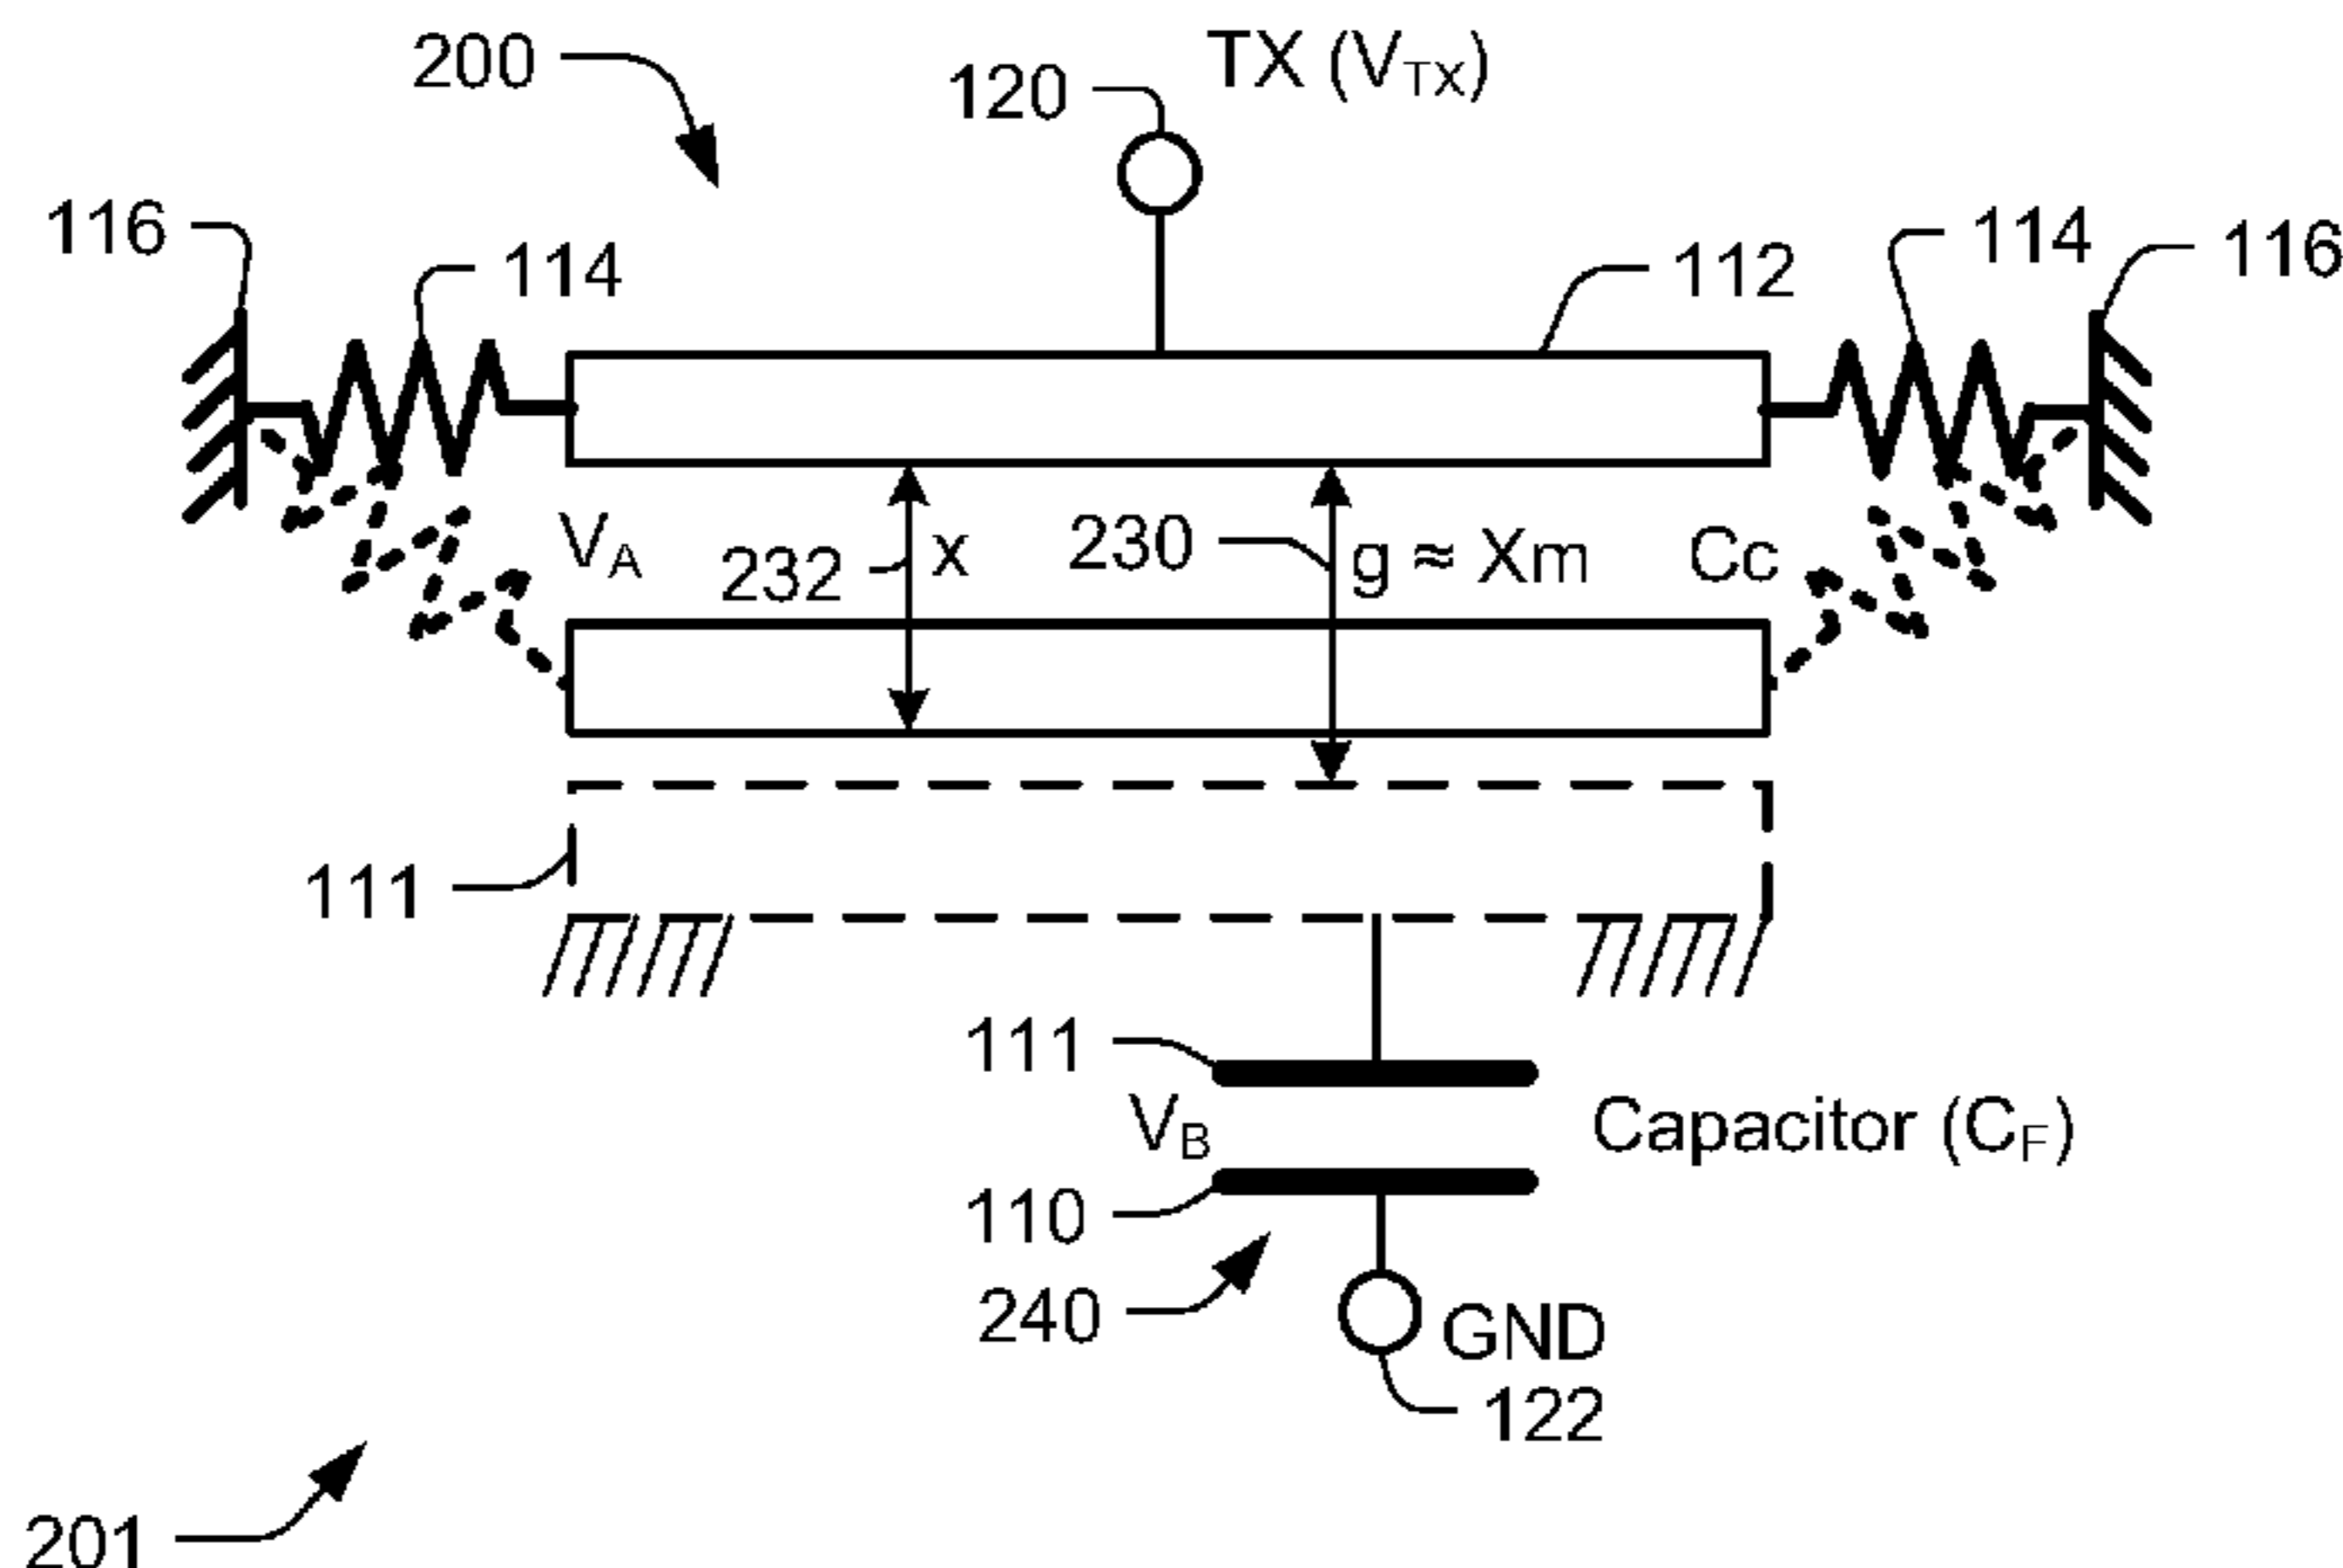 200
120
TX (VTX)
116
114
112
114
116
VA
232
x
230
g ≈ Xm
Cc
111
111
VB
Capacitor (CF)
110
240
GND
122
201